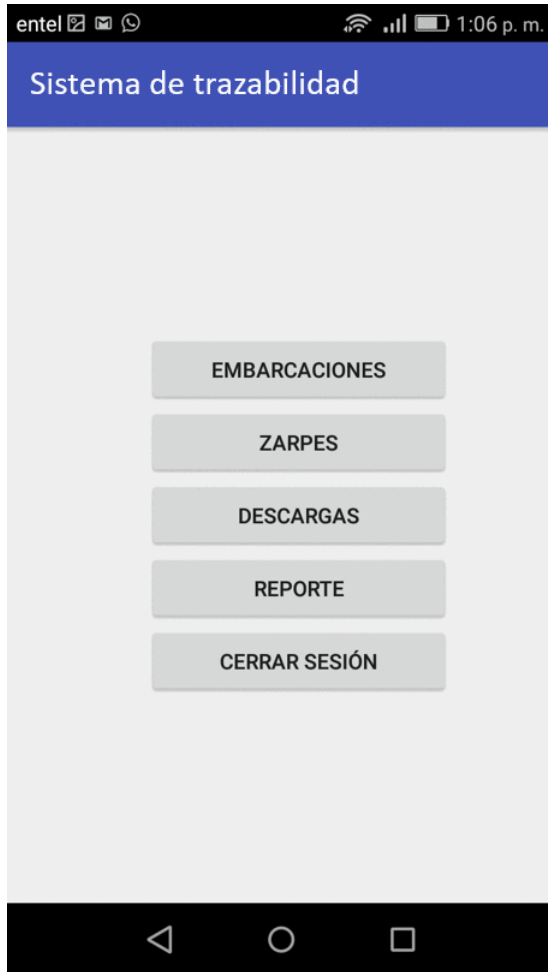 entel 1:06 p. m.
Sistema de trazabilidad
EMBARCACIONES
ZARPES
DESCARGAS
REPORTE
CERRAR SESIÓN